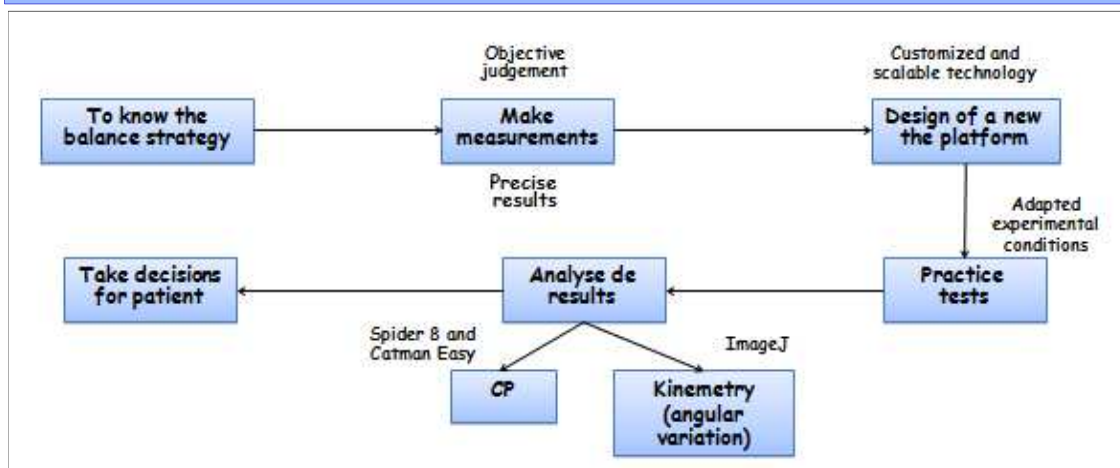 Objective
judgement
Customized and
scalable technology
To know the
balance strategy
Make
measurements
Design of a new
the platform
Precise
results
Adapted
experimental
conditions
Take decisions
for patient
Analyse de
results
Practice
tests
Spider 8 and
Catman Easy
ImageJ
CP
Kinemetry
(angular
variation)